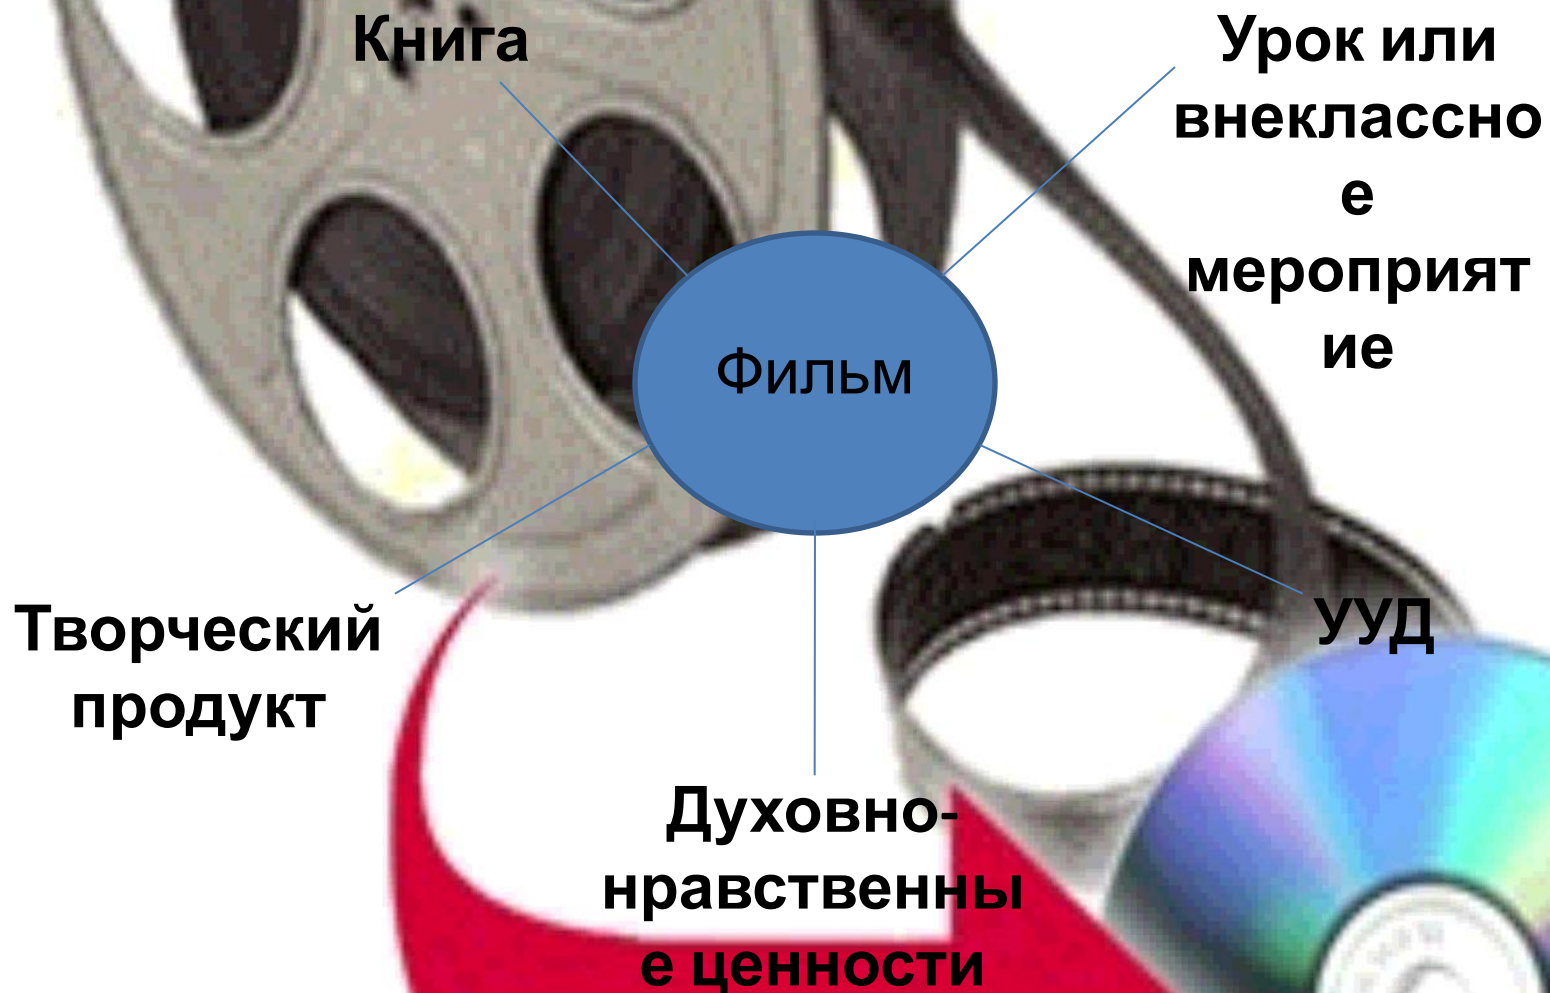 Книга
Урок или
внеклассно
е
мероприят
ие
Фильм
Творческий
продукт
УУД
Духовно-
нравственны
е ценности